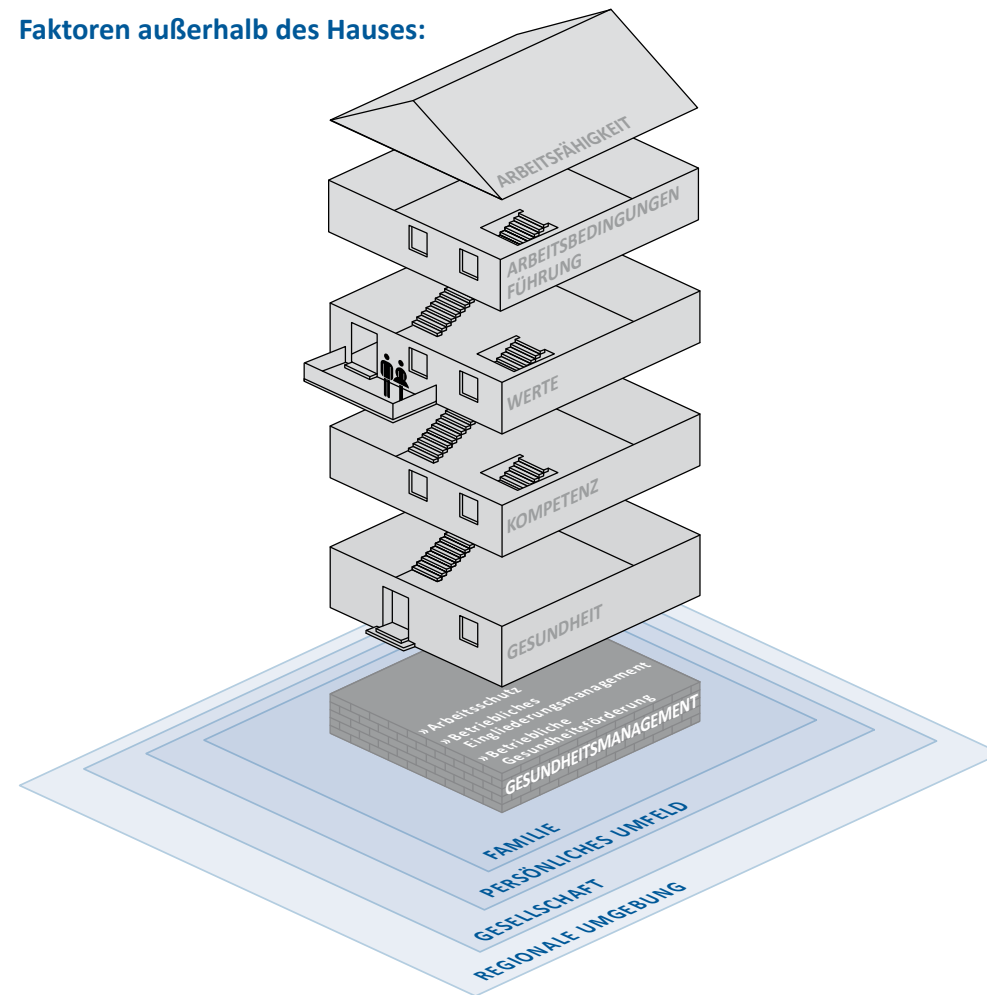 Faktoren außerhalb des Hauses:
ARBEITSFÄHIGKEIT
ARBEITSBEDINGUNGEN
FÜHRUNG
WERTE
KOMPETENZ
GESUNDHEIT
»Arbeitsschutz
»Betriebliches
Eingliederungsmanagement
»Betriebliche
Gesundheitsförderung
GESUNDHEITSMANAGEMENT
FAMILIE
PERSÖNLICHES UMFELD
GESELLSCHAFT
REGIONALE UMGEBUNG